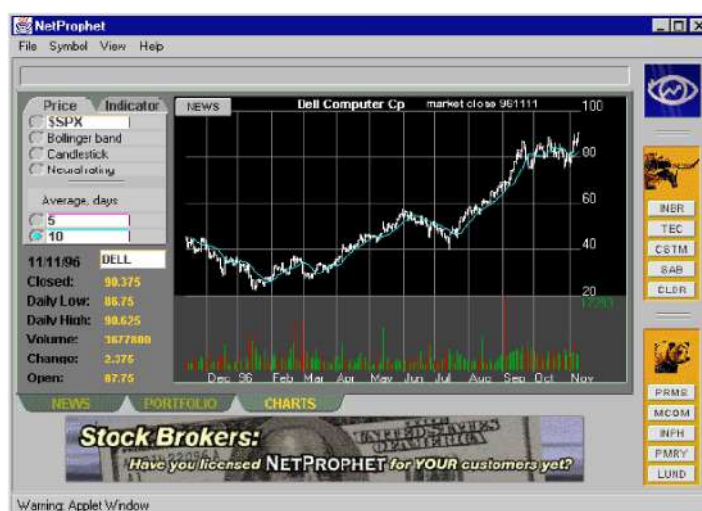 NetProphet
File Symbol View Help
Price Indicator
$SPX
Bollinger band
Candlestick
Neural rating
Average, days
5
10
11/11/96 DELL
Closed: 90.375
Daily Low: 86.75
Daily High: 90.625
Volume: 3677800
Change: 2.375
Open: 87.75
NEWS Dell Computer Cp market close 961111
100
80
60
40
20
Dec 96 Feb Mar Apr May Jun Jul Aug Sep Oct Nov
INBR
TEC
CSTM
SAB
CLDR
PRMS
MCOM
INPH
PMRY
LUND
NEWS PORTFOLIO CHARTS
Stock Brokers:
Have you licensed NETPROPHET for YOUR customers yet?
Warning: Applet Window